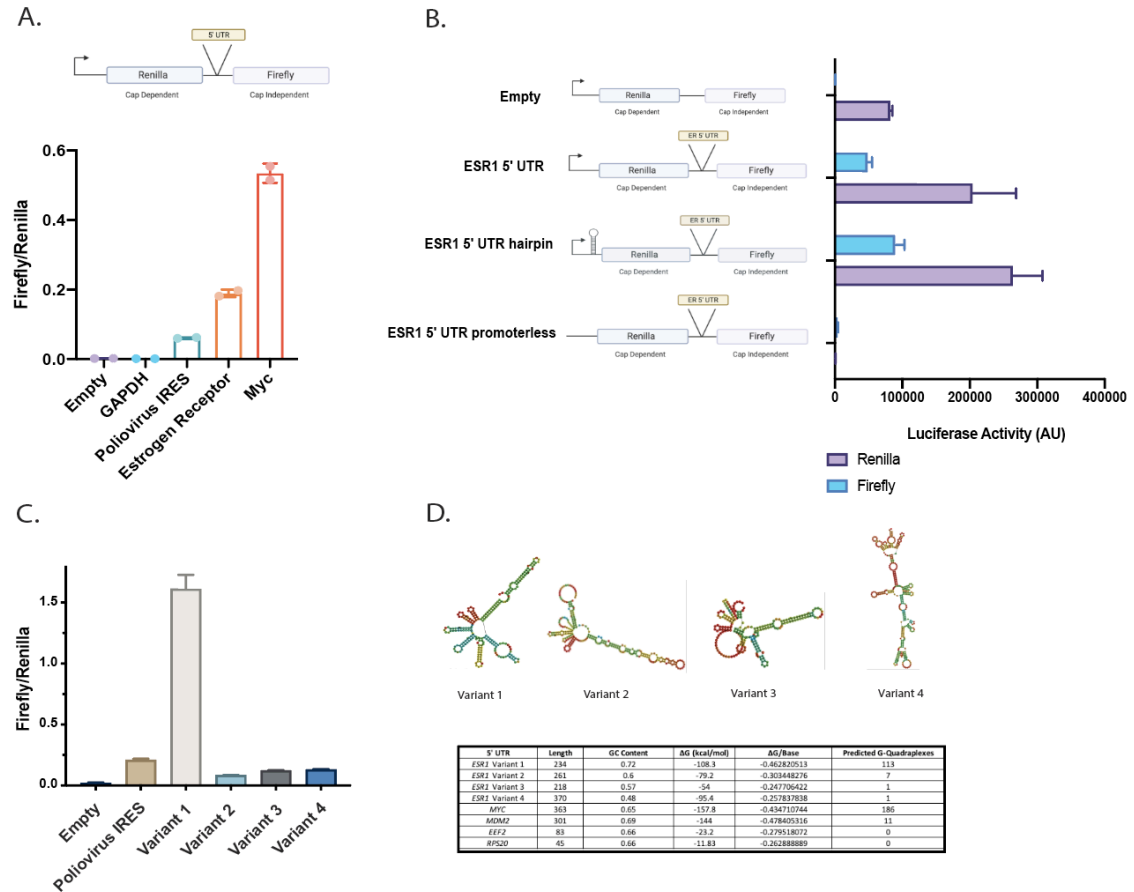 A.
5' UTR
Renilla
Firefly
Cap Dependent
Cap Independent
Firefly/Renilla
0.6
0.4
0.2
0.0
Empty
GAPDH
Poliovirus IRES
Estrogen Receptor
Myc
B.
Empty
Renilla
Firefly
Cap Dependent
Cap Independent
ESR1 5' UTR
ER 5' UTR
Renilla
Firefly
Cap Dependent
Cap Independent
ESR1 5' UTR hairpin
ER 5' UTR
Renilla
Firefly
Cap Dependent
Cap Independent
ESR1 5' UTR promoterless
ER 5' UTR
Renilla
Firefly
Cap Dependent
Cap Independent
0 100000 200000 300000 400000
Luciferase Activity (AU)
Renilla
Firefly
C.
Firefly/Renilla
1.5
1.0
0.5
0.0
Empty
Poliovirus IRES
Variant 1
Variant 2
Variant 3
Variant 4
D.
Variant 1
Variant 2
Variant 3
Variant 4
5' UTR Length GC Content ΔG (kcal/mol) ΔG/Base Predicted G-Quadraplexes
ESR1 Variant 1 234 0.72 -108.3 -0.462820513 113
ESR1 Variant 2 261 0.6 -79.2 -0.303448276 7
ESR1 Variant 3 218 0.57 -54 -0.247706422 1
ESR1 Variant 4 370 0.48 -95.4 -0.257837838 1
MYC 363 0.65 -157.8 -0.434710744 186
MDM2 301 0.69 -144 -0.478405316 11
EEF2 83 0.66 -23.2 -0.279518072 0
RPS20 45 0.66 -11.83 -0.262888889 0